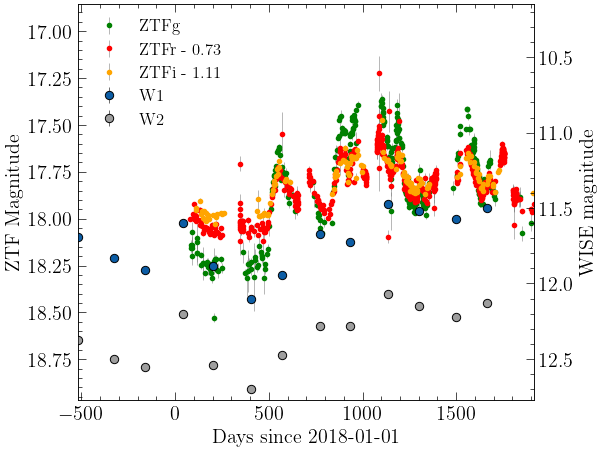 ZTFg
ZTFr - 0.73
ZTFi - 1.11
W1
W2
17.00
17.25
17.50
17.75
18.00
18.25
18.50
18.75
ZTF Magnitude
10.5
11.0
11.5
12.0
12.5
WISE magnitude
−500
0
500
1000
1500
Days since 2018-01-01